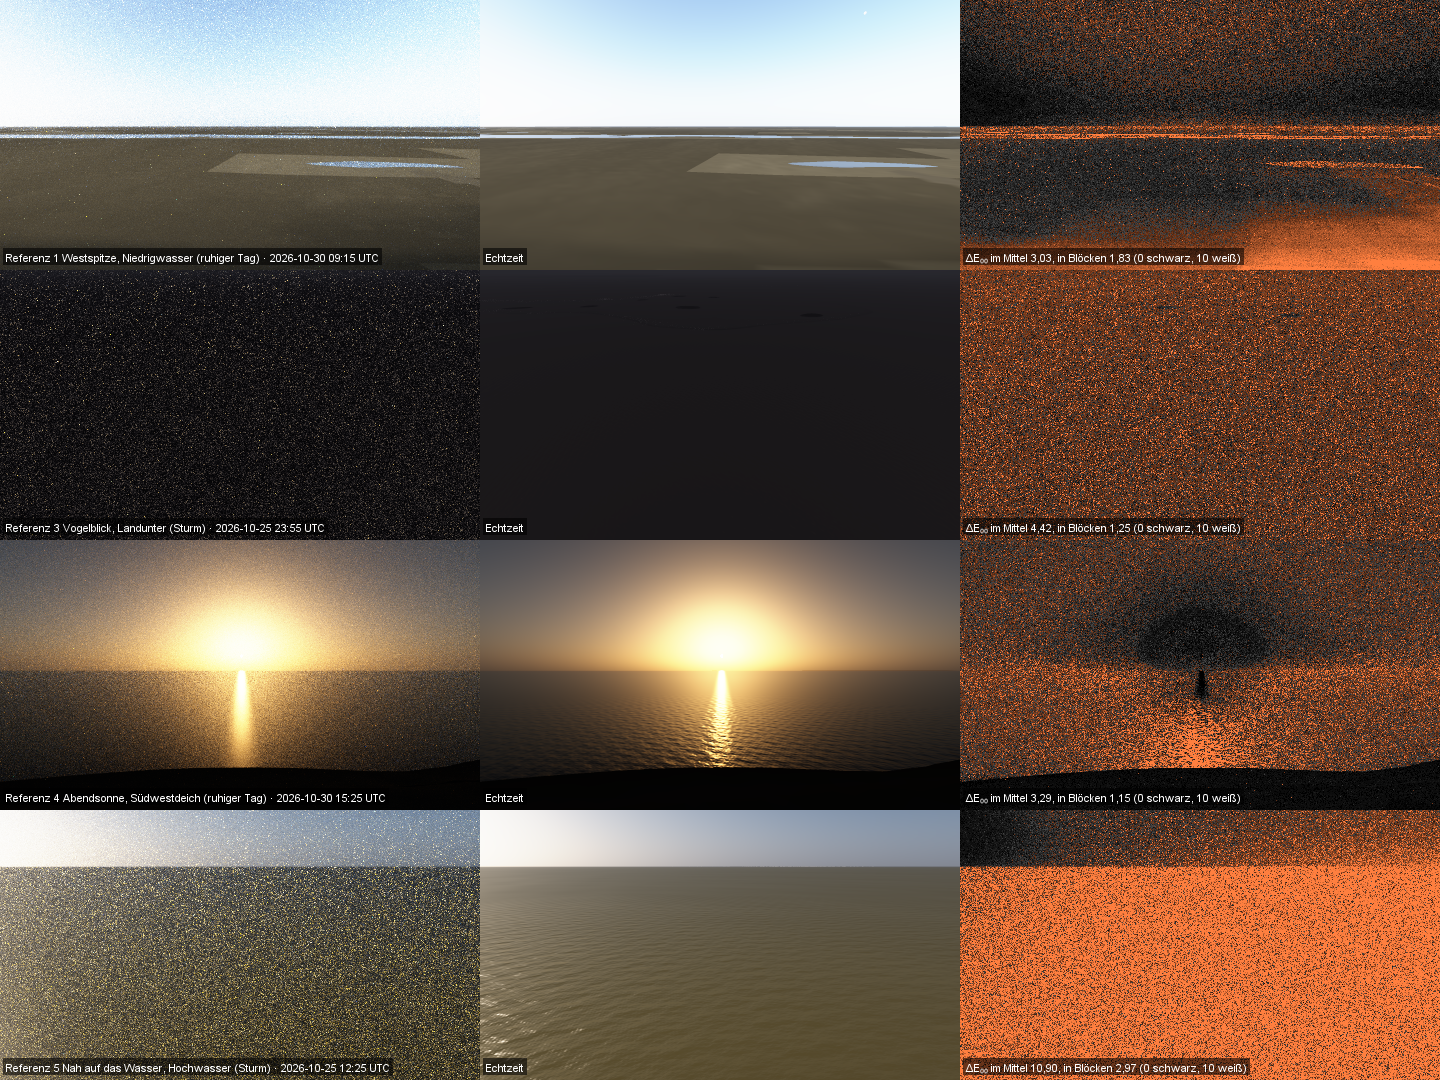 Referenz 1 Westspitze, Niedrigwasser (ruhiger Tag) · 2026-10-30 09:15 UTC
Echtzeit
ΔE₀₀ im Mittel 3,03, in Blöcken 1,83 (0 schwarz, 10 weiß)
Referenz 3 Vogelblick, Landunter (Sturm) · 2026-10-25 23:55 UTC
Echtzeit
ΔE₀₀ im Mittel 4,42, in Blöcken 1,25 (0 schwarz, 10 weiß)
Referenz 4 Abendsonne, Südwestdeich (ruhiger Tag) · 2026-10-30 15:25 UTC
Echtzeit
ΔE₀₀ im Mittel 3,29, in Blöcken 1,15 (0 schwarz, 10 weiß)
Referenz 5 Nah auf das Wasser, Hochwasser (Sturm) · 2026-10-25 12:25 UTC
Echtzeit
ΔE₀₀ im Mittel 10,90, in Blöcken 2,97 (0 schwarz, 10 weiß)